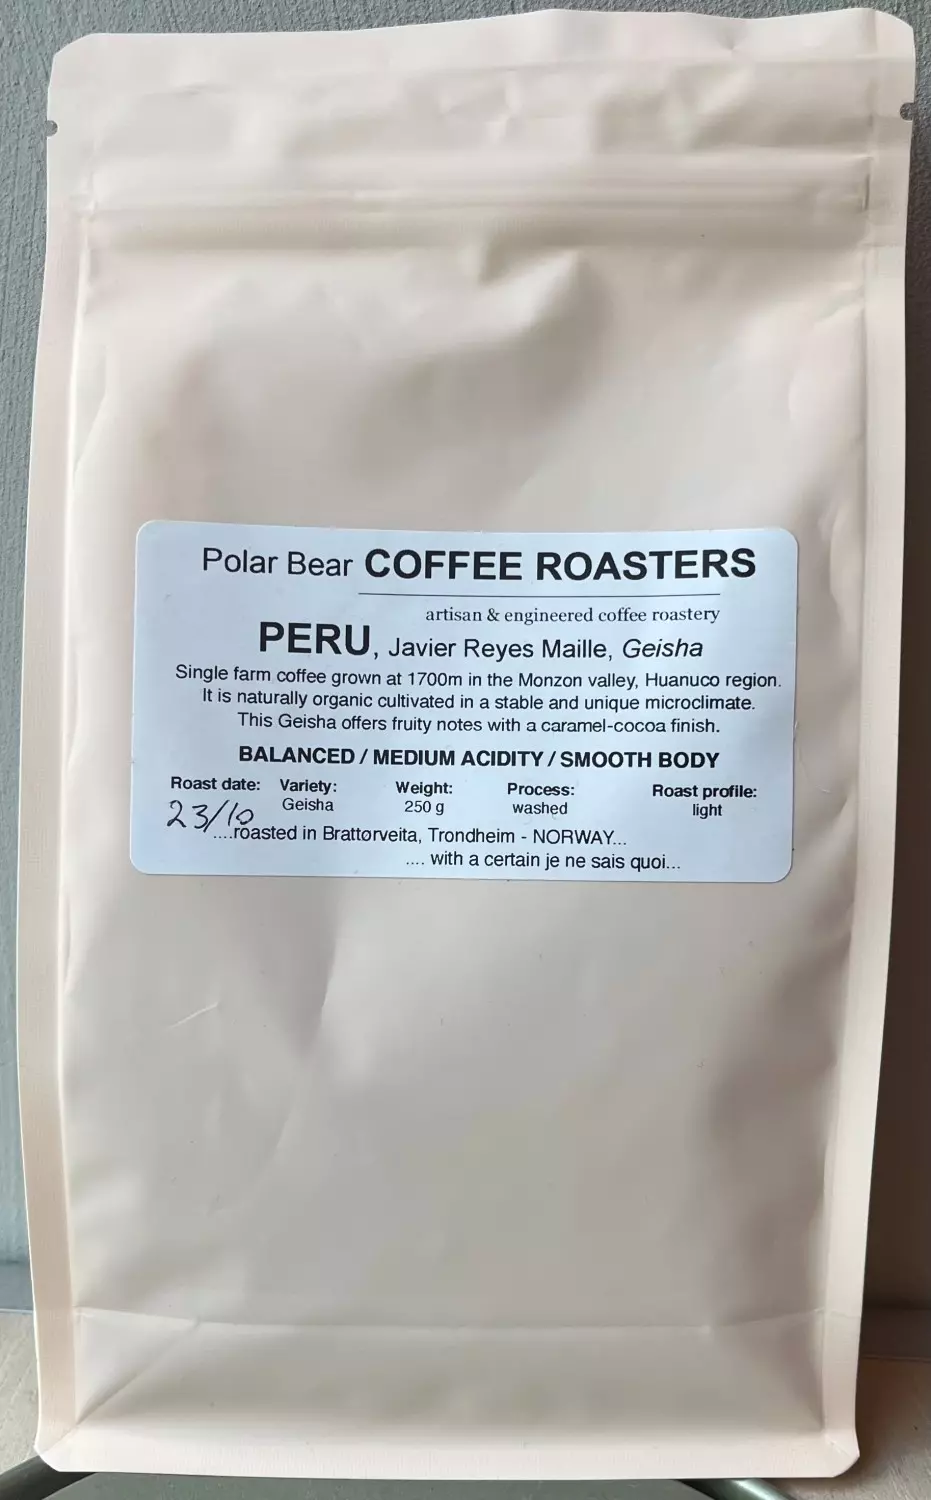 Polar Bear COFFEE ROASTERS
artisan & engineered coffee roastery
PERU, Javier Reyes Maille, Geisha
Single farm coffee grown at 1700m in the Monzon valley, Huanuco region.
It is naturally organic cultivated in a stable and unique microclimate.
This Geisha offers fruity notes with a caramel-cocoa finish.
BALANCED / MEDIUM ACIDITY / SMOOTH BODY
Roast date: Variety: Weight: Process: Roast profile:
23/10 Geisha 250 g washed light
....roasted in Brattørveita, Trondheim - NORWAY...
.... with a certain je ne sais quoi...